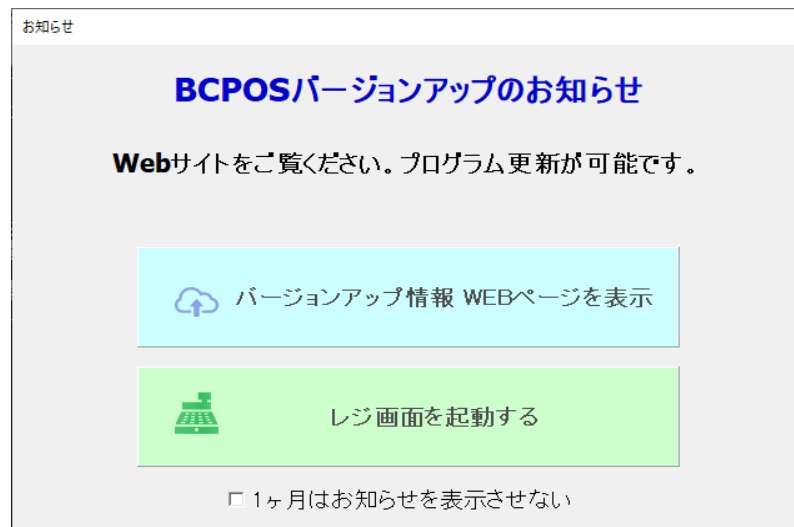 お知らせ
BCPOSバージョンアップのお知らせ
Webサイトをご覧ください。プログラム更新が可能です。
バージョンアップ情報 WEBページを表示
レジ画面を起動する
1ヶ月はお知らせを表示させない